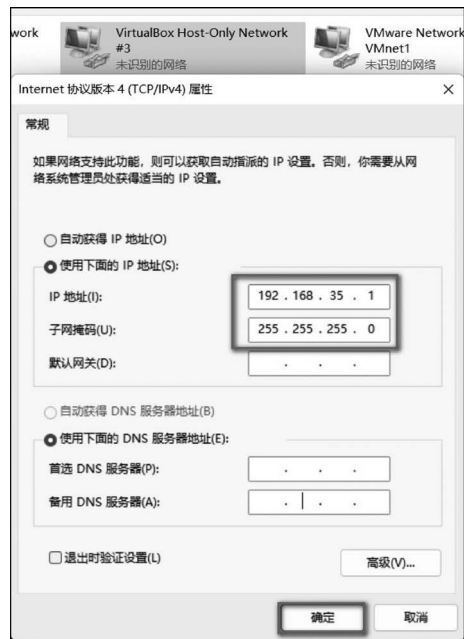 work
VirtualBox Host-Only Network
#3
未识别的网络
VMware Network
VMnet1
未识别的网络
Internet 协议版本 4 (TCP/IPv4) 属性
常规
如果网络支持此功能，则可以获取自动指派的 IP 设置。否则，你需要从网
络系统管理员处获得适当的 IP 设置。
自动获得 IP 地址(O)
使用下面的 IP 地址(S):
IP 地址(I): 192 . 168 . 35 . 1
子网掩码(U): 255 . 255 . 255 . 0
默认网关(D): . . .
自动获得 DNS 服务器地址(B)
使用下面的 DNS 服务器地址(E):
首选 DNS 服务器(P): . . .
备用 DNS 服务器(A): . . .
退出时验证设置(L)
高级(V)...
确定 取消